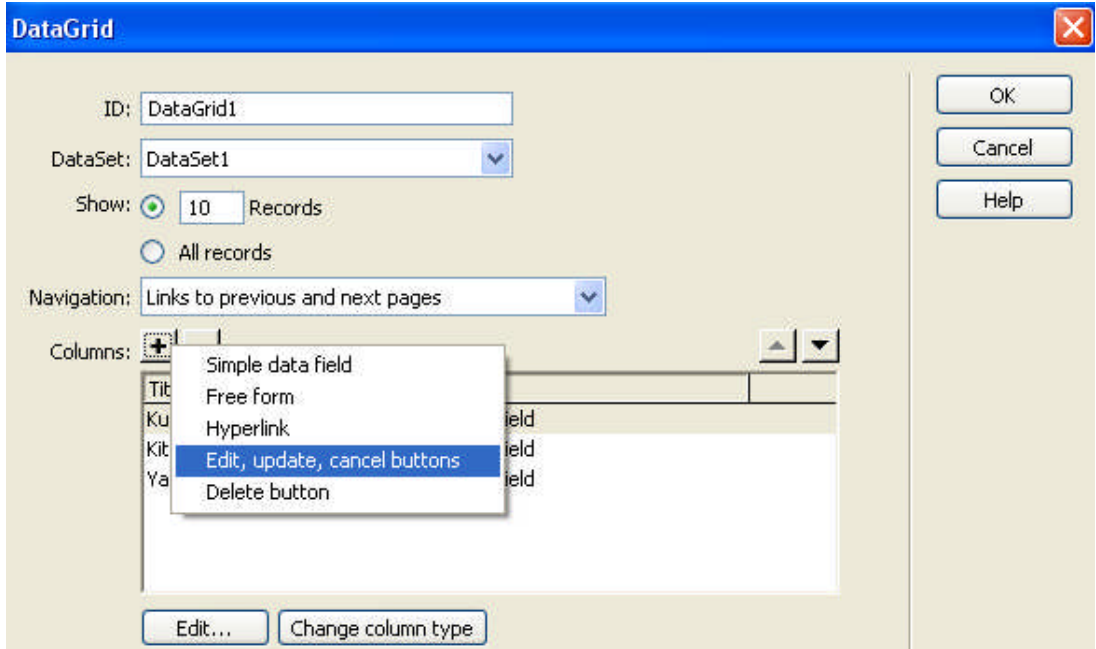 DataGrid
OK
ID: DataGrid1
Cancel
DataSet: DataSet1
Help
Show: 10 Records
All records
Navigation: Links to previous and next pages
Columns: +
Simple data field
Free form
Hyperlink
Edit, update, cancel buttons
Delete button
Edit... Change column type